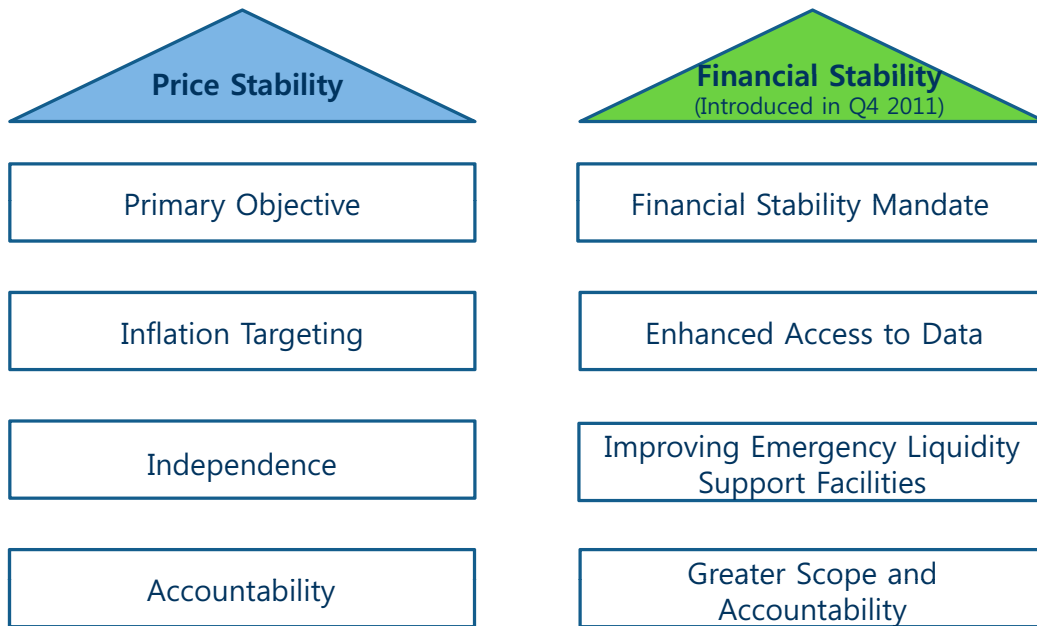 Price Stability
Primary Objective
Inflation Targeting
Independence
Accountability
Financial Stability
(Introduced in Q4 2011)
Financial Stability Mandate
Enhanced Access to Data
Improving Emergency Liquidity
Support Facilities
Greater Scope and
Accountability